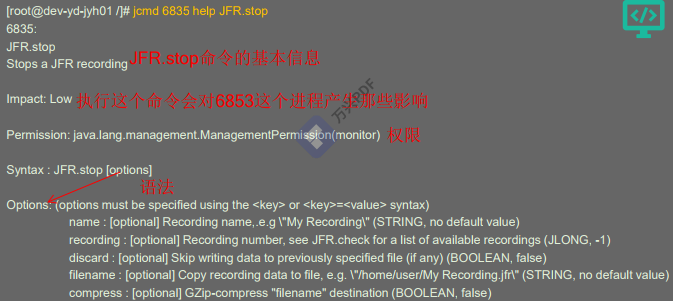 [root@dev-yd-jyh01 /]# jcmd 6835 help JFR.stop
6835:
JFR.stop
Stops a JFR recording JFR.stop命令的基本信息
Impact: Low 执行这个命令会对6853这个进程产生那些影响
Permission: java.lang.management.ManagementPermission(monitor) 权限
Syntax : JFR.stop [options]
语法
Options: (options must be specified using the <key> or <key>=<value> syntax)
name : [optional] Recording name,.e.g \"My Recording\" (STRING, no default value)
recording : [optional] Recording number, see JFR.check for a list of available recordings (JLONG, -1)
discard : [optional] Skip writing data to previously specified file (if any) (BOOLEAN, false)
filename : [optional] Copy recording data to file, e.g. \"/home/user/My Recording.jfr\" (STRING, no default value)
compress : [optional] GZip-compress "filename" destination (BOOLEAN, false)
万兴PDF